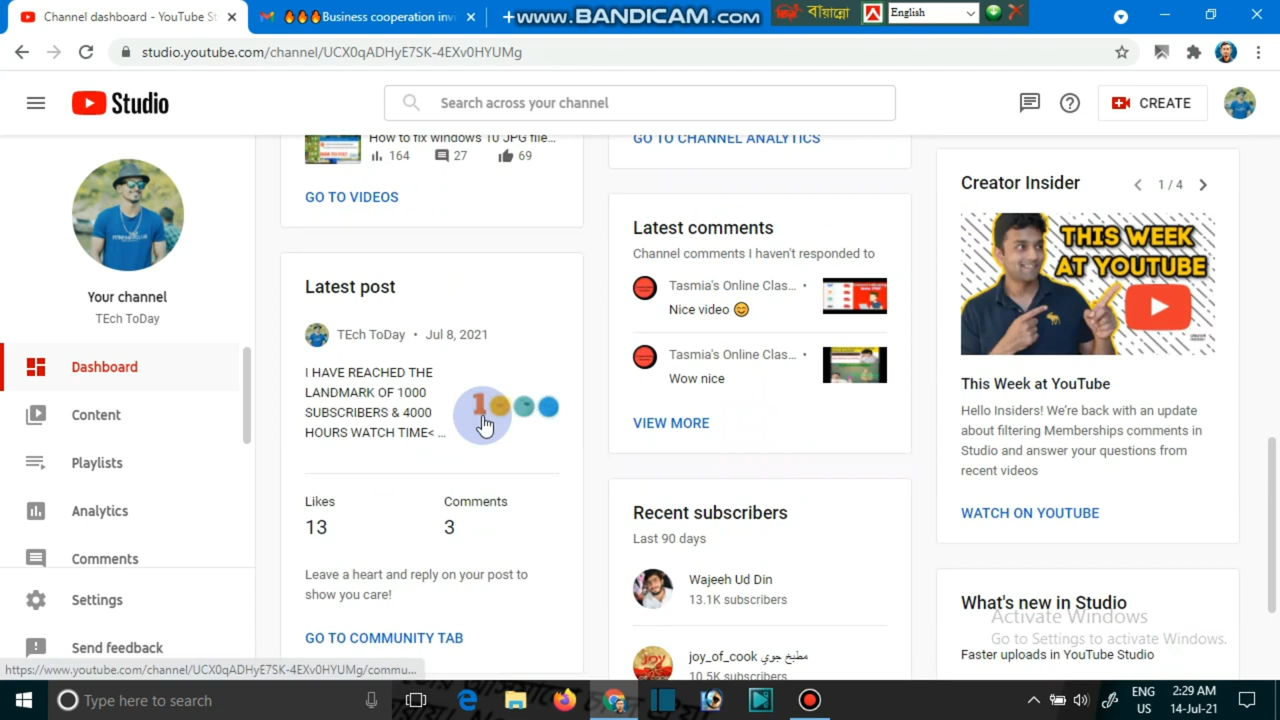 Channel dashboard - YouTube St
🔥🔥🔥Business cooperation inv
www.BANDICAM.com
বায়ান্নো
English
studio.youtube.com/channel/UCX0qADHyE7SK-4EXv0HYUMg
Studio
Search across your channel
CREATE
Your channel
TEch ToDay
Dashboard
Content
Playlists
Analytics
Comments
Settings
Send feedback
How to fix windows 10 JPG file...
164 27 69
GO TO VIDEOS
Latest post
TEch ToDay • Jul 8, 2021
I HAVE REACHED THE
LANDMARK OF 1000
SUBSCRIBERS & 4000
HOURS WATCH TIME< ...
1
Likes Comments
13 3
Leave a heart and reply on your post to
show you care!
GO TO COMMUNITY TAB
GO TO CHANNEL ANALYTICS
Latest comments
Channel comments I haven't responded to
Tasmia's Online Clas... •
Nice video 😊
Tasmia's Online Clas... •
Wow nice
VIEW MORE
Recent subscribers
Last 90 days
Wajeeh Ud Din
13.1K subscribers
joy_of_cook مطبخ جوي
10.5K subscribers
Creator Insider
1 / 4
THIS WEEK
AT YOUTUBE
This Week at YouTube
Hello Insiders! We're back with an update
about filtering Memberships comments in
Studio and answer your questions from
recent videos
WATCH ON YOUTUBE
What's new in Studio
Activate Windows
Go to Settings to activate Windows.
Faster uploads in YouTube Studio
https://www.youtube.com/channel/UCX0qADHyE7SK-4EXv0HYUMg/commu...
Type here to search
ENG
US
2:29 AM
14-Jul-21